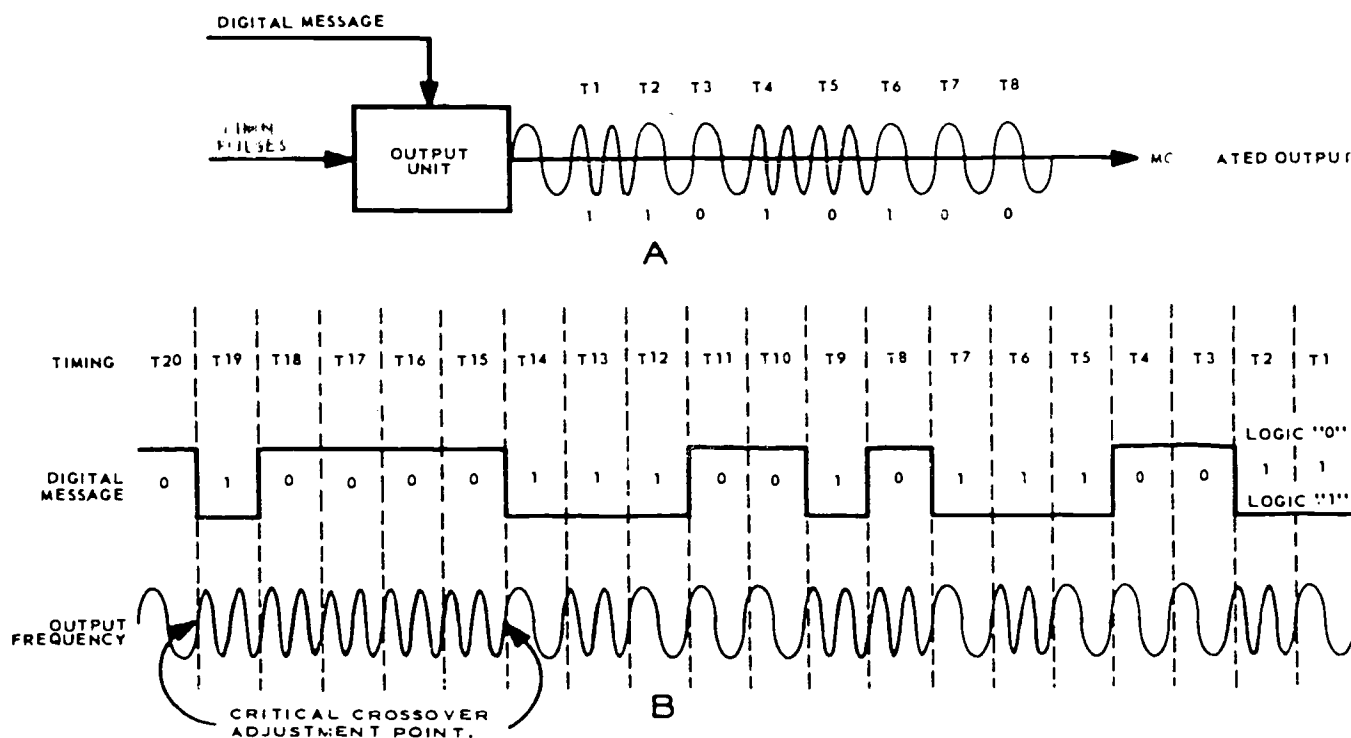 DIGITAL MESSAGE
T1 T2 T3 T4 T5 T6 T7 T8
OUTPUT
UNIT
ATED OUTPUT
1 1 0 1 0 1 0 0
A
TIMING T20 T19 T18 T17 T16 T15 T14 T13 T12 T11 T10 T9 T8 T7 T6 T5 T4 T3 T2 T1
LOGIC "0"
DIGITAL
MESSAGE
0 1 0 0 0 0 1 1 1 0 0 1 0 1 1 1 0 0 1 1
LOGIC "1"
OUTPUT
FREQUENCY
CRITICAL CROSSOVER
ADJUSTMENT POINT.
B